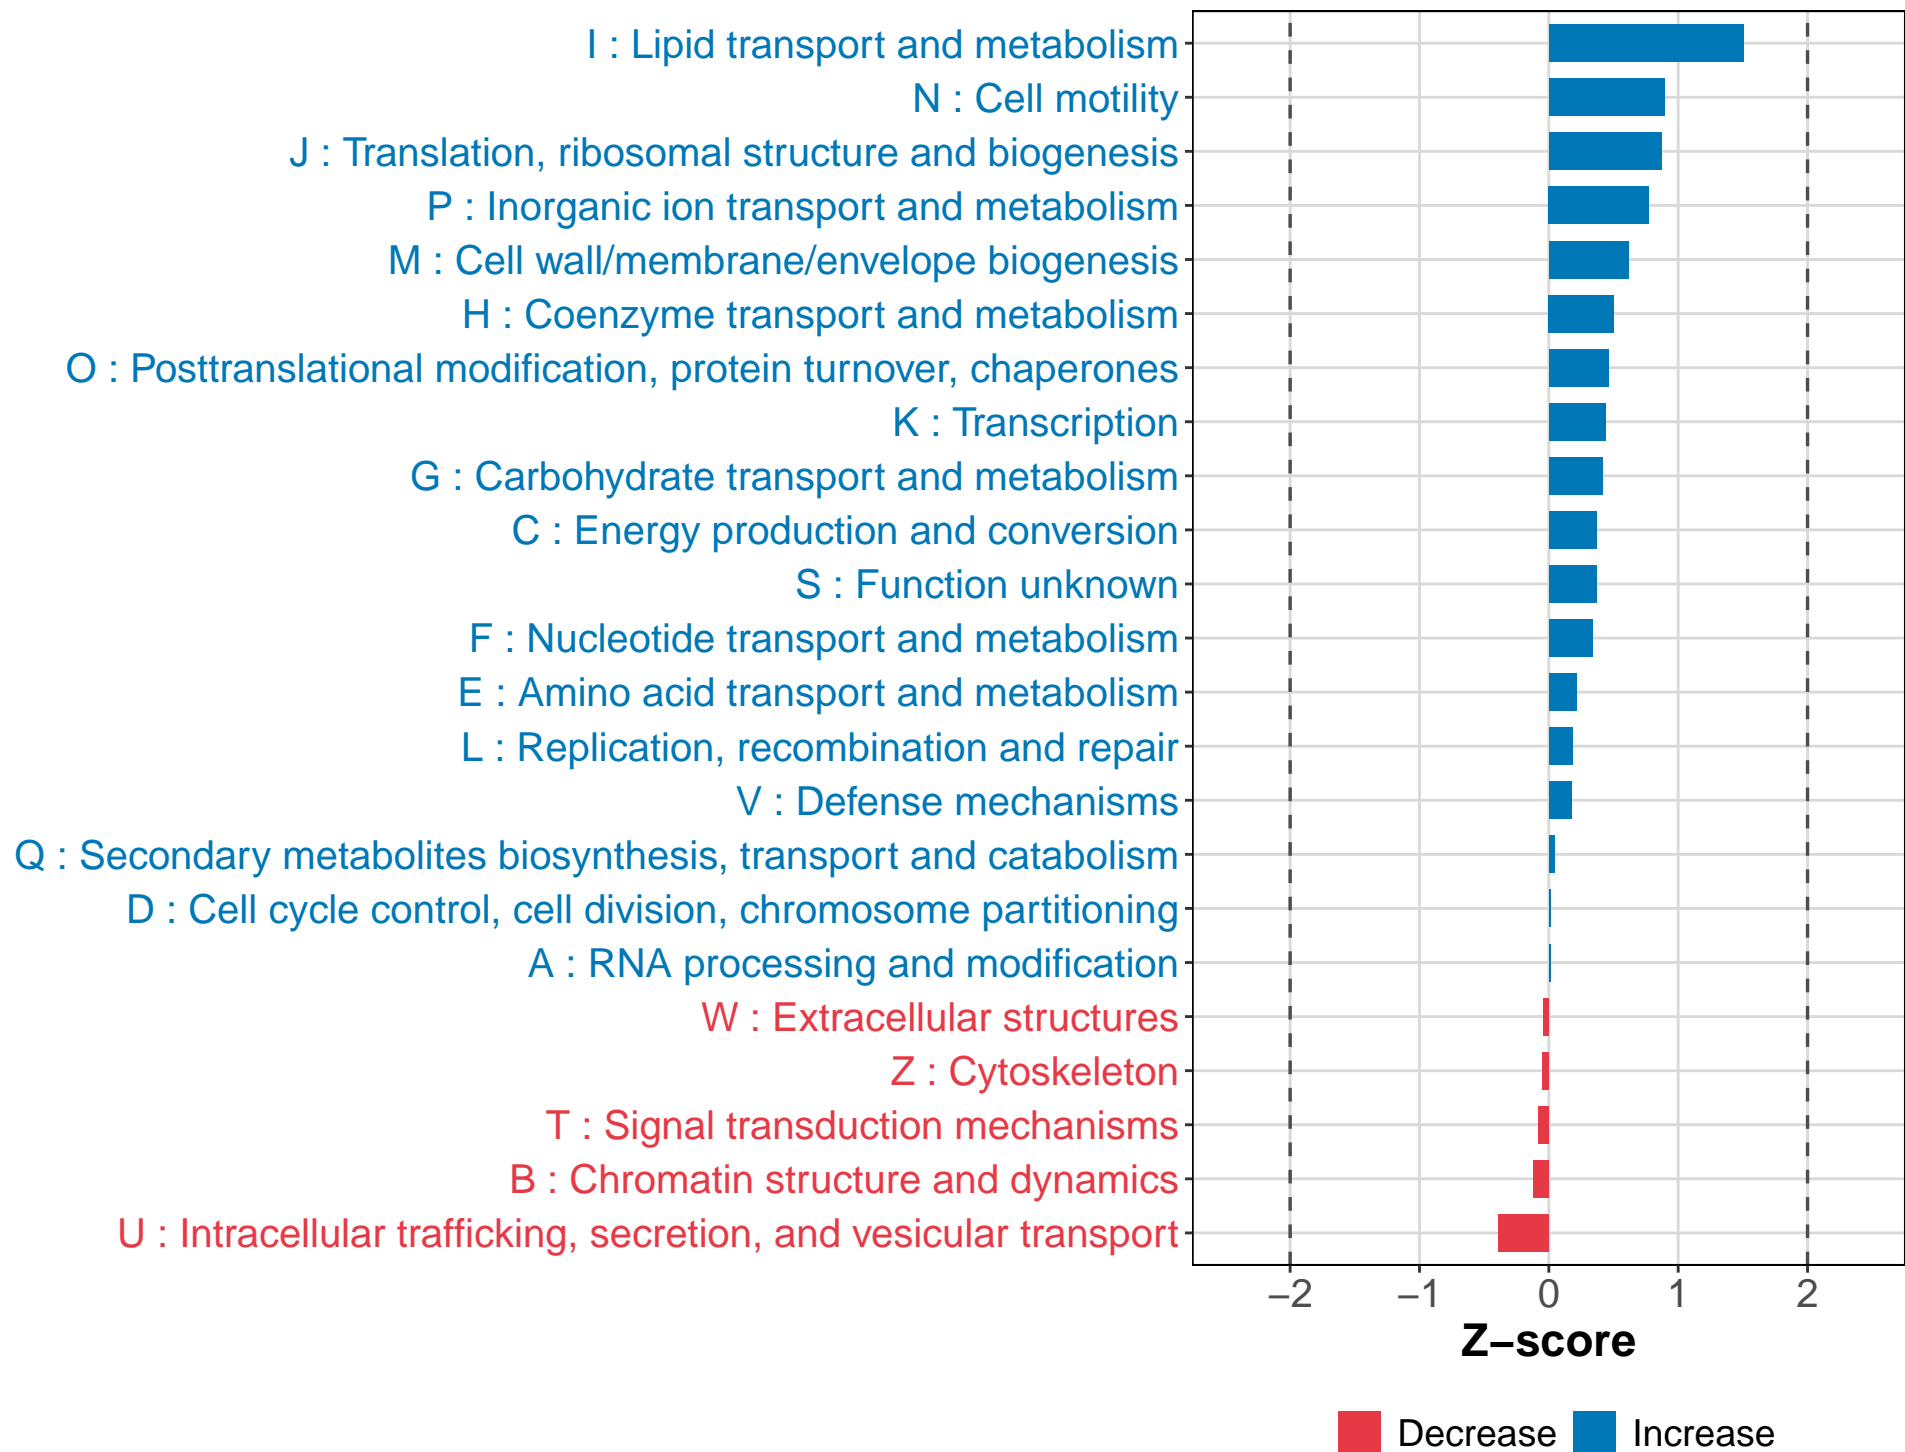 I : Lipid transport and metabolism
N : Cell motility
J : Translation, ribosomal structure and biogenesis
P : Inorganic ion transport and metabolism
M : Cell wall/membrane/envelope biogenesis
H : Coenzyme transport and metabolism
O : Posttranslational modification, protein turnover, chaperones
K : Transcription
G : Carbohydrate transport and metabolism
C : Energy production and conversion
S : Function unknown
F : Nucleotide transport and metabolism
E : Amino acid transport and metabolism
L : Replication, recombination and repair
V : Defense mechanisms
Q : Secondary metabolites biosynthesis, transport and catabolism
D : Cell cycle control, cell division, chromosome partitioning
A : RNA processing and modification
W : Extracellular structures
Z : Cytoskeleton
T : Signal transduction mechanisms
B : Chromatin structure and dynamics
U : Intracellular trafficking, secretion, and vesicular transport
−2 −1 0 1 2
Z−score
Decrease Increase